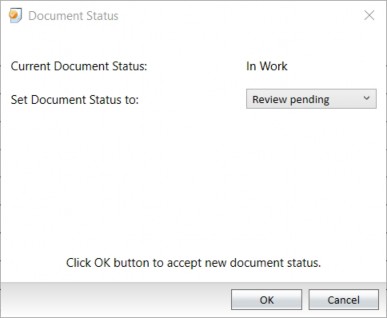 Document Status
Current Document Status: In Work
Set Document Status to: Review pending
Click OK button to accept new document status.
OK Cancel